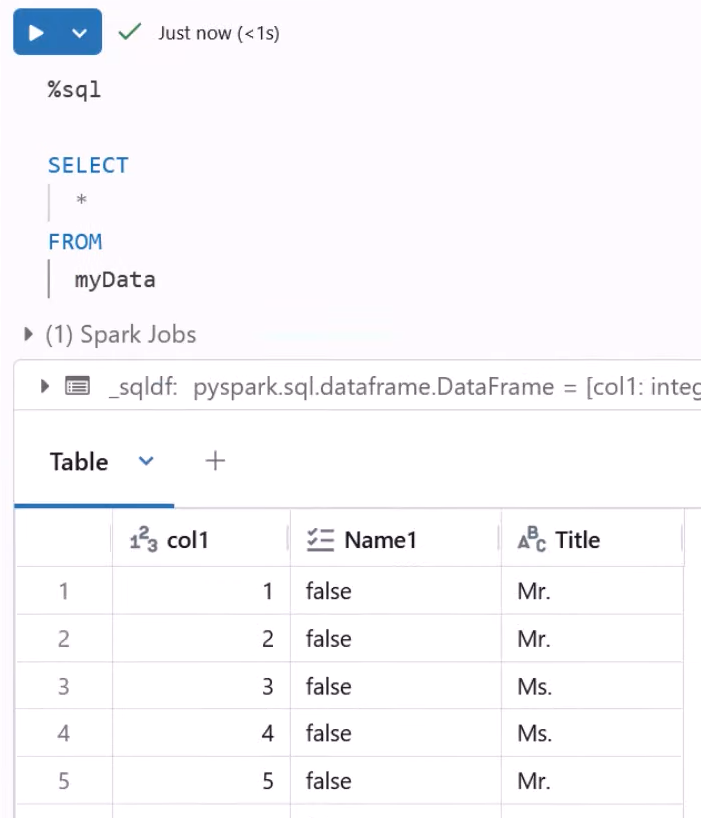 Just now (<1s)
%sql
SELECT
*
FROM
myData
(1) Spark Jobs
_sqldf: pyspark.sql.dataframe.DataFrame = [col1: integ
Table +
123 col1 Name1 ABC Title
1 1 false Mr.
2 2 false Mr.
3 3 false Ms.
4 4 false Ms.
5 5 false Mr.